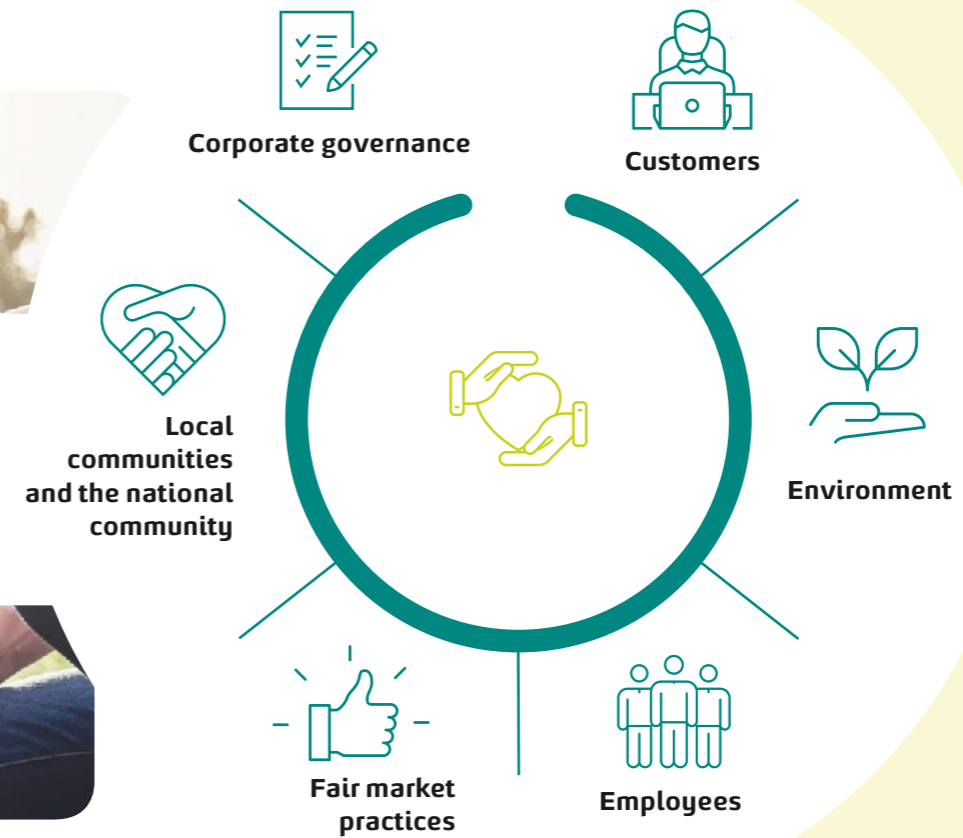 Corporate governance
Customers
Local
communities
and the national
community
Environment
Fair market
practices
Employees